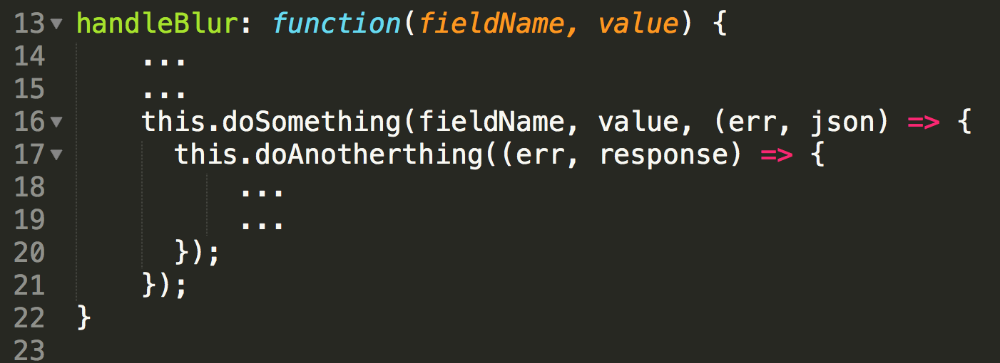 13 handleBlur: function(fieldName, value) {
14     ...
15     ...
16     this.doSomething(fieldName, value, (err, json) => {
17       this.doAnotherthing((err, response) => {
18           ...
19           ...
20       });
21     });
22 }
23